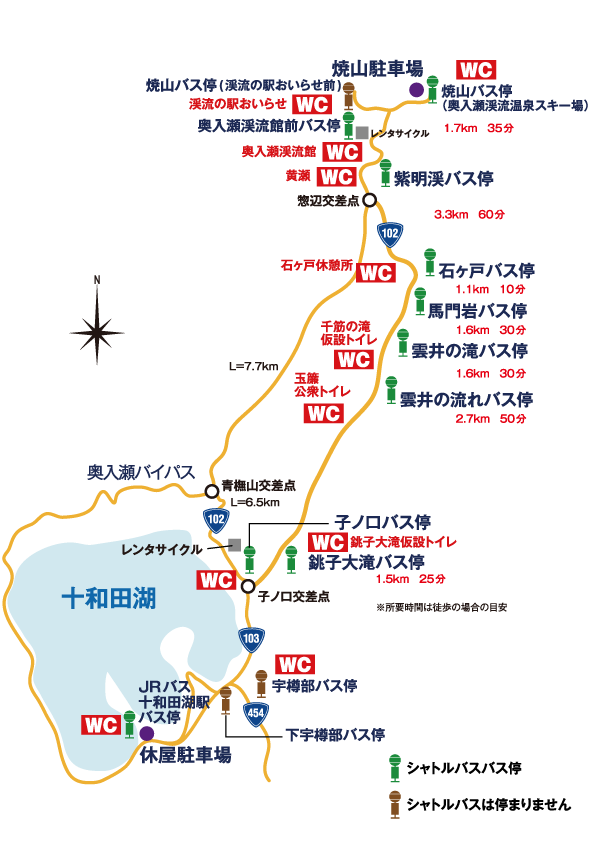 焼山駐車場
WC
焼山バス停(渓流の駅おいらせ前)
焼山バス停
(奥入瀬渓流温泉スキー場)
渓流の駅おいらせ
WC
奥入瀬渓流館前バス停
レンタサイクル
1.7km 35分
奥入瀬渓流館
WC
黄瀬
WC
紫明渓バス停
惣辺交差点
3.3km 60分
102
石ヶ戸休憩所
WC
石ヶ戸バス停
1.1km 10分
N
馬門岩バス停
1.6km 30分
千筋の滝
仮設トイレ
WC
雲井の滝バス停
L=7.7km
1.6km 30分
玉簾
公衆トイレ
WC
雲井の流れバス停
2.7km 50分
奥入瀬バイパス
青橅山交差点
L=6.5km
102
子ノ口バス停
レンタサイクル
WC
銚子大滝仮設トイレ
銚子大滝バス停
1.5km 25分
WC
十和田湖
子ノ口交差点
※所要時間は徒歩の場合の目安
103
WC
宇樽部バス停
JRバス
十和田湖駅
バス停
WC
454
下宇樽部バス停
休屋駐車場
シャトルバスバス停
シャトルバスは停まりません